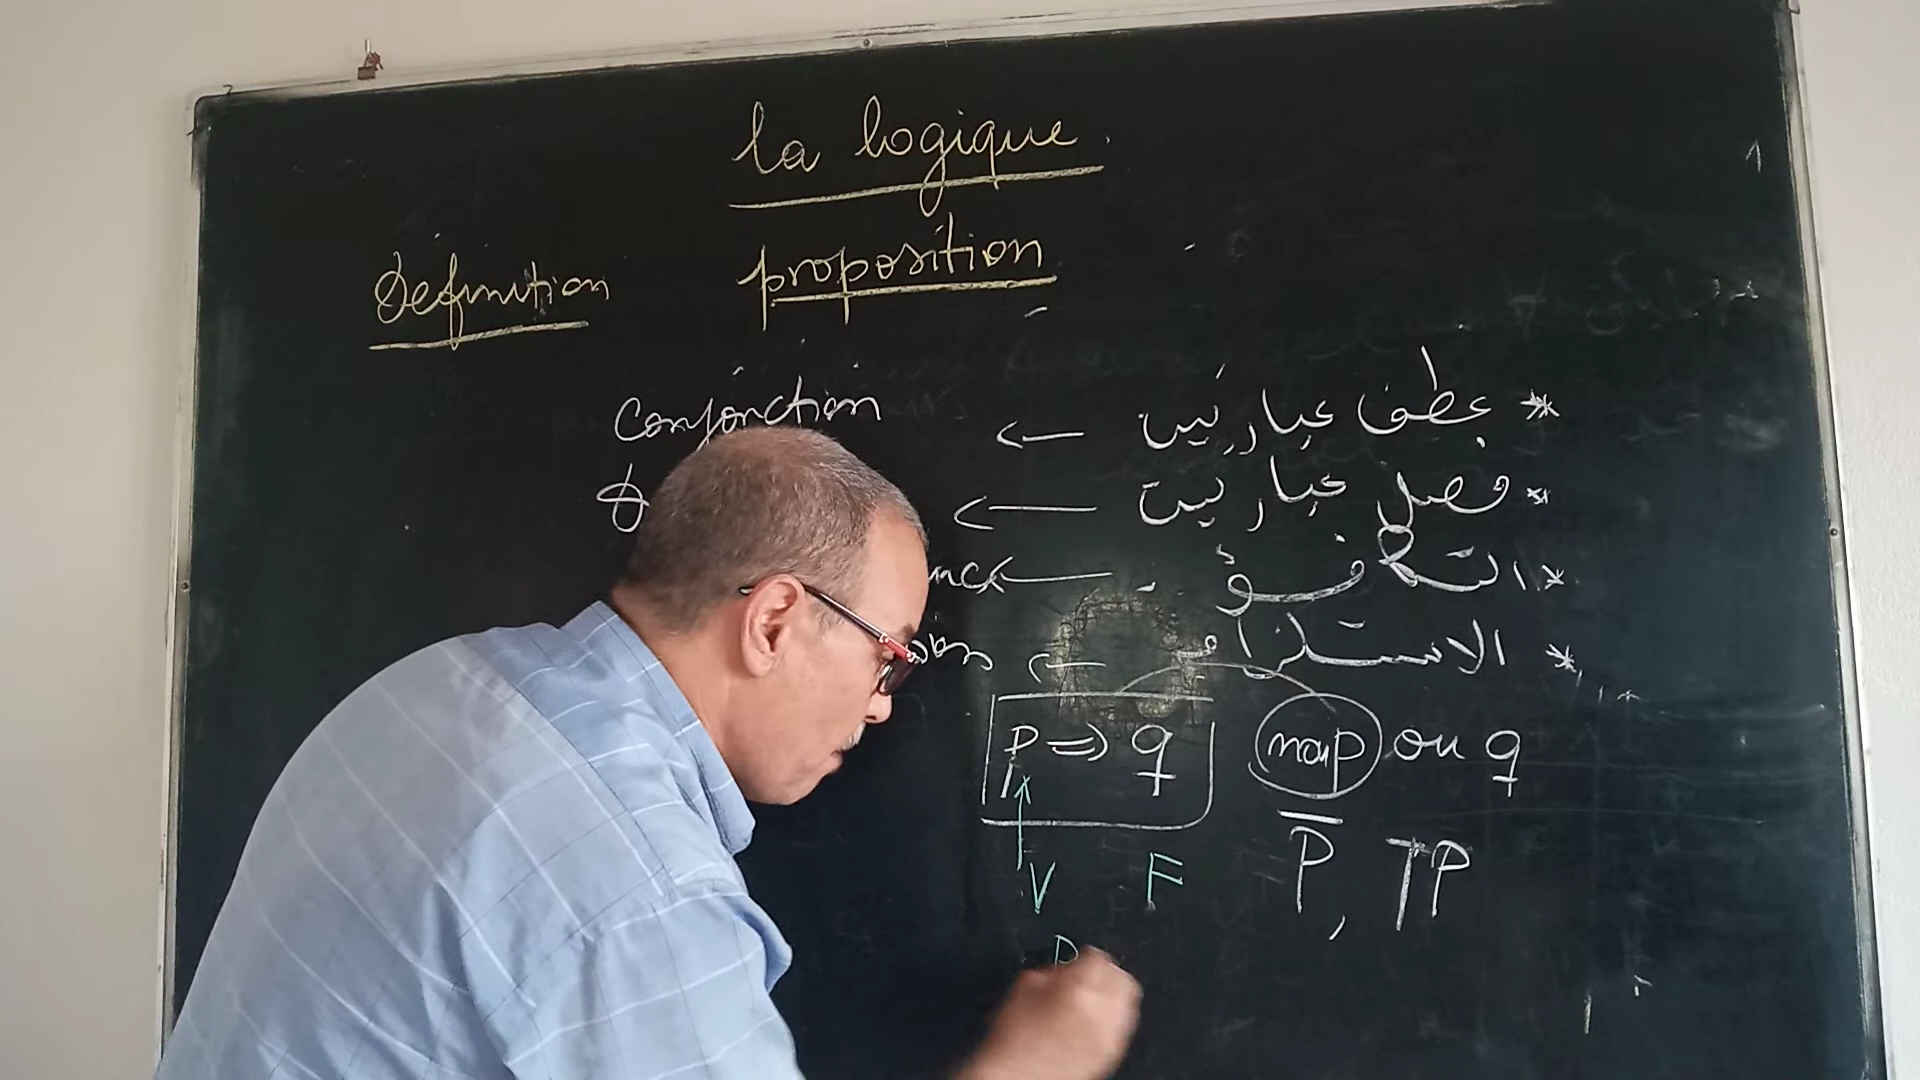 la logique
Définition proposition
conjonction ← عطف عبارتين *
← فصل عبارتين *
← التكافؤ *
← الاستلزام *
p ⇒ q (non p) ou q
V F P̄, ⌉P
P